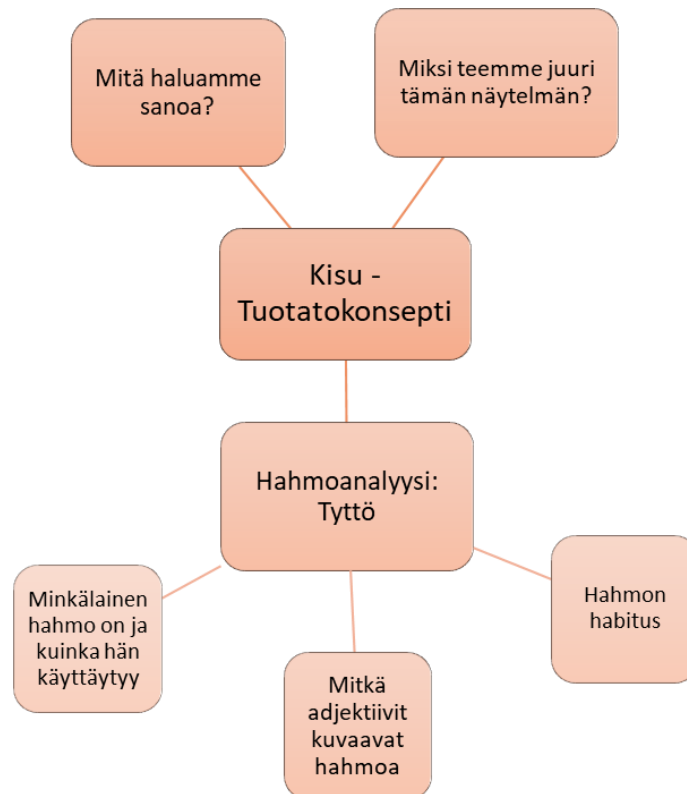 Mitä haluamme
sanoa?
Miksi teemme juuri
tämän näytelmän?
Kisu -
Tuotatokonsepti
Hahmoanalyysi:
Tyttö
Minkälainen
hahmo on ja
kuinka hän
käyttäytyy
Mitkä
adjektiivit
kuvaavat
hahmoa
Hahmon
habitus